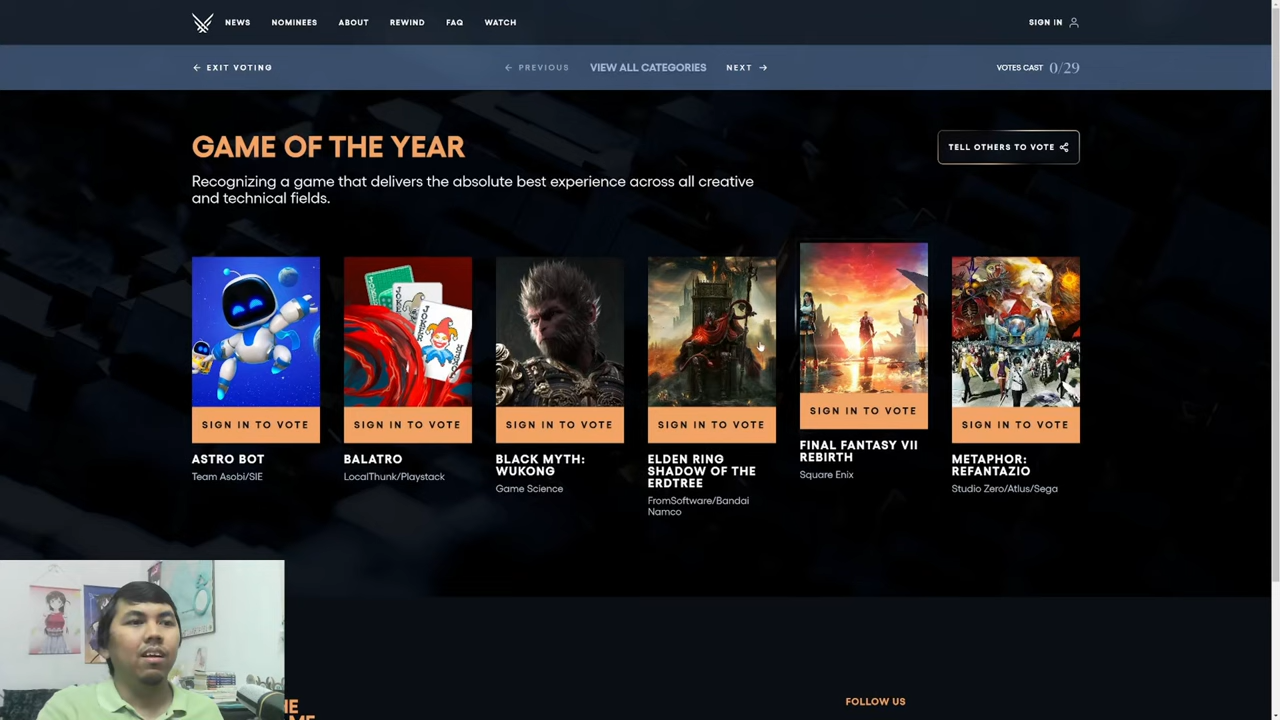 NEWS NOMINEES ABOUT REWIND FAQ WATCH SIGN IN
← EXIT VOTING ← PREVIOUS VIEW ALL CATEGORIES NEXT → VOTES CAST 0/29
GAME OF THE YEAR
TELL OTHERS TO VOTE
Recognizing a game that delivers the absolute best experience across all creative
and technical fields.
JOKER
JOKER
SIGN IN TO VOTE
ASTRO BOT
Team Asobi/SIE
SIGN IN TO VOTE
BALATRO
LocalThunk/Playstack
SIGN IN TO VOTE
BLACK MYTH:
WUKONG
Game Science
SIGN IN TO VOTE
ELDEN RING
SHADOW OF THE
ERDTREE
FromSoftware/Bandai
Namco
SIGN IN TO VOTE
FINAL FANTASY VII
REBIRTH
Square Enix
SIGN IN TO VOTE
METAPHOR:
REFANTAZIO
Studio Zero/Atlus/Sega
FOLLOW US